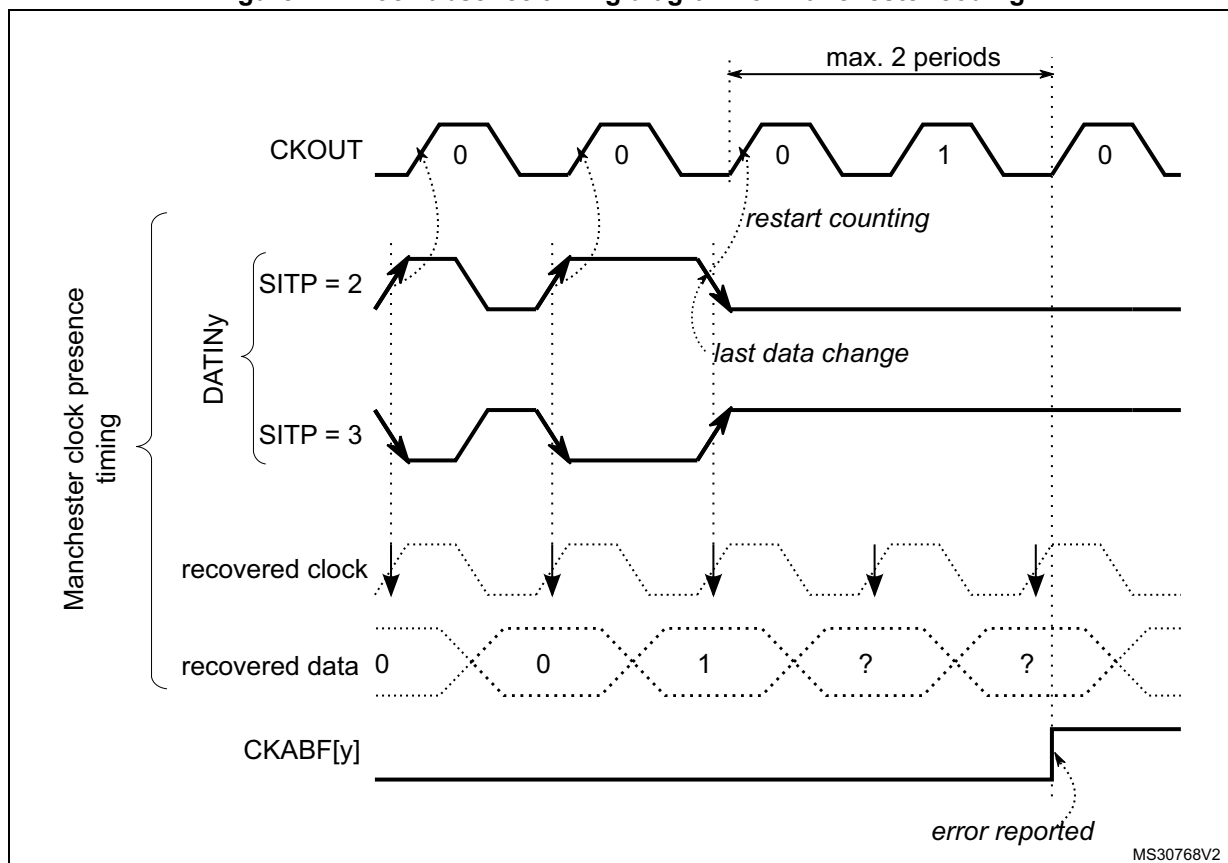 max. 2 periods
CKOUT
0
0
0
1
0
restart counting
SITP = 2
last data change
DATINy
SITP = 3
Manchester clock presence
timing
recovered clock
recovered data
0
0
1
?
?
CKABF[y]
error reported
MS30768V2